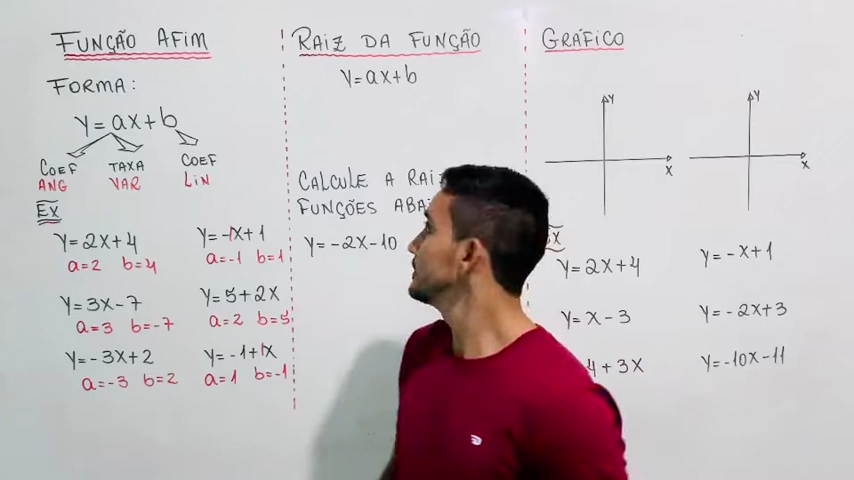 FUNÇÃO AFIM
FORMA:
Y=ax+b
COEF
ANG
TAXA
VAR
COEF
LIN
EX
Y=2X+4
a=2 b=4
Y=-1X+1
a=-1 b=1
Y=3X-7
a=3 b=-7
Y=5+2X
a=2 b=5
Y=-3X+2
a=-3 b=2
Y=-1+1X
a=1 b=-1
RAIZ DA FUNÇÃO
Y=ax+b
CALCULE A RAI
FUNÇÕES
Y=-2X-10
GRÁFICO
Y
X
Y
X
X
Y=2X+4
Y=-X+1
Y=X-3
Y=-2X+3
4+3X
Y=-10X-11